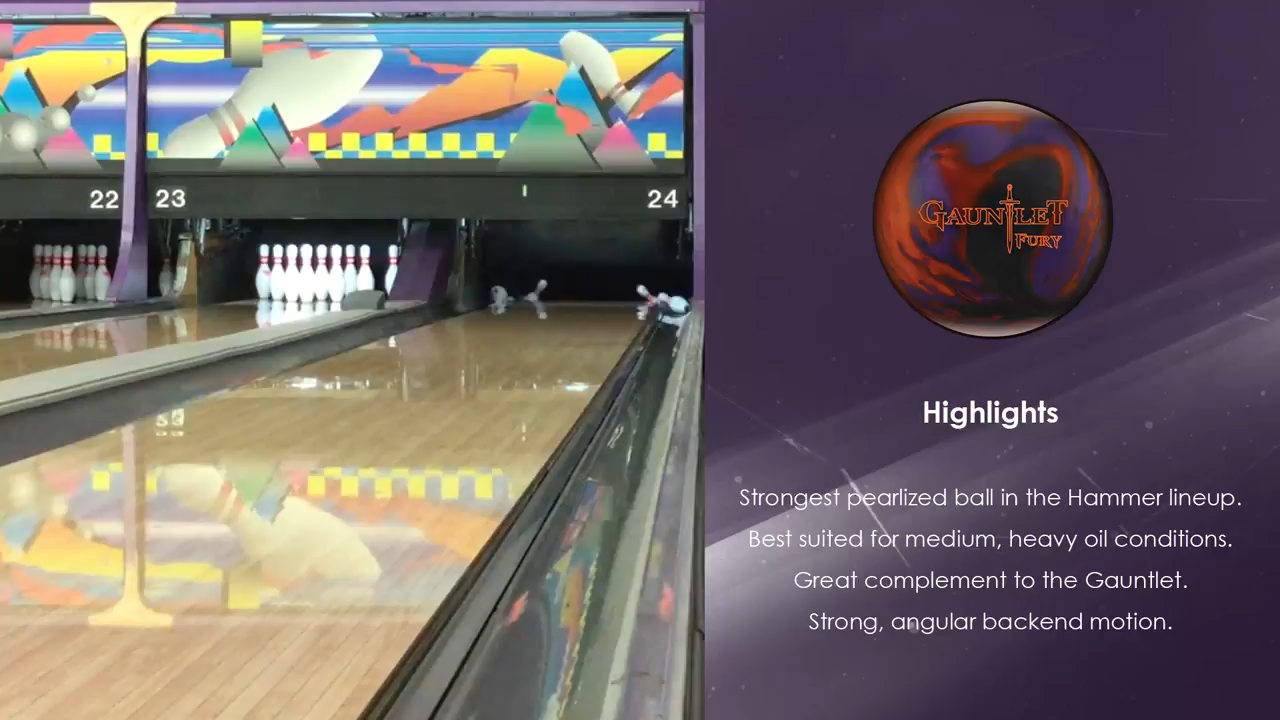 22 23 24
GAUNTLET
FURY
Highlights
Strongest pearlized ball in the Hammer lineup.
Best suited for medium, heavy oil conditions.
Great complement to the Gauntlet.
Strong, angular backend motion.